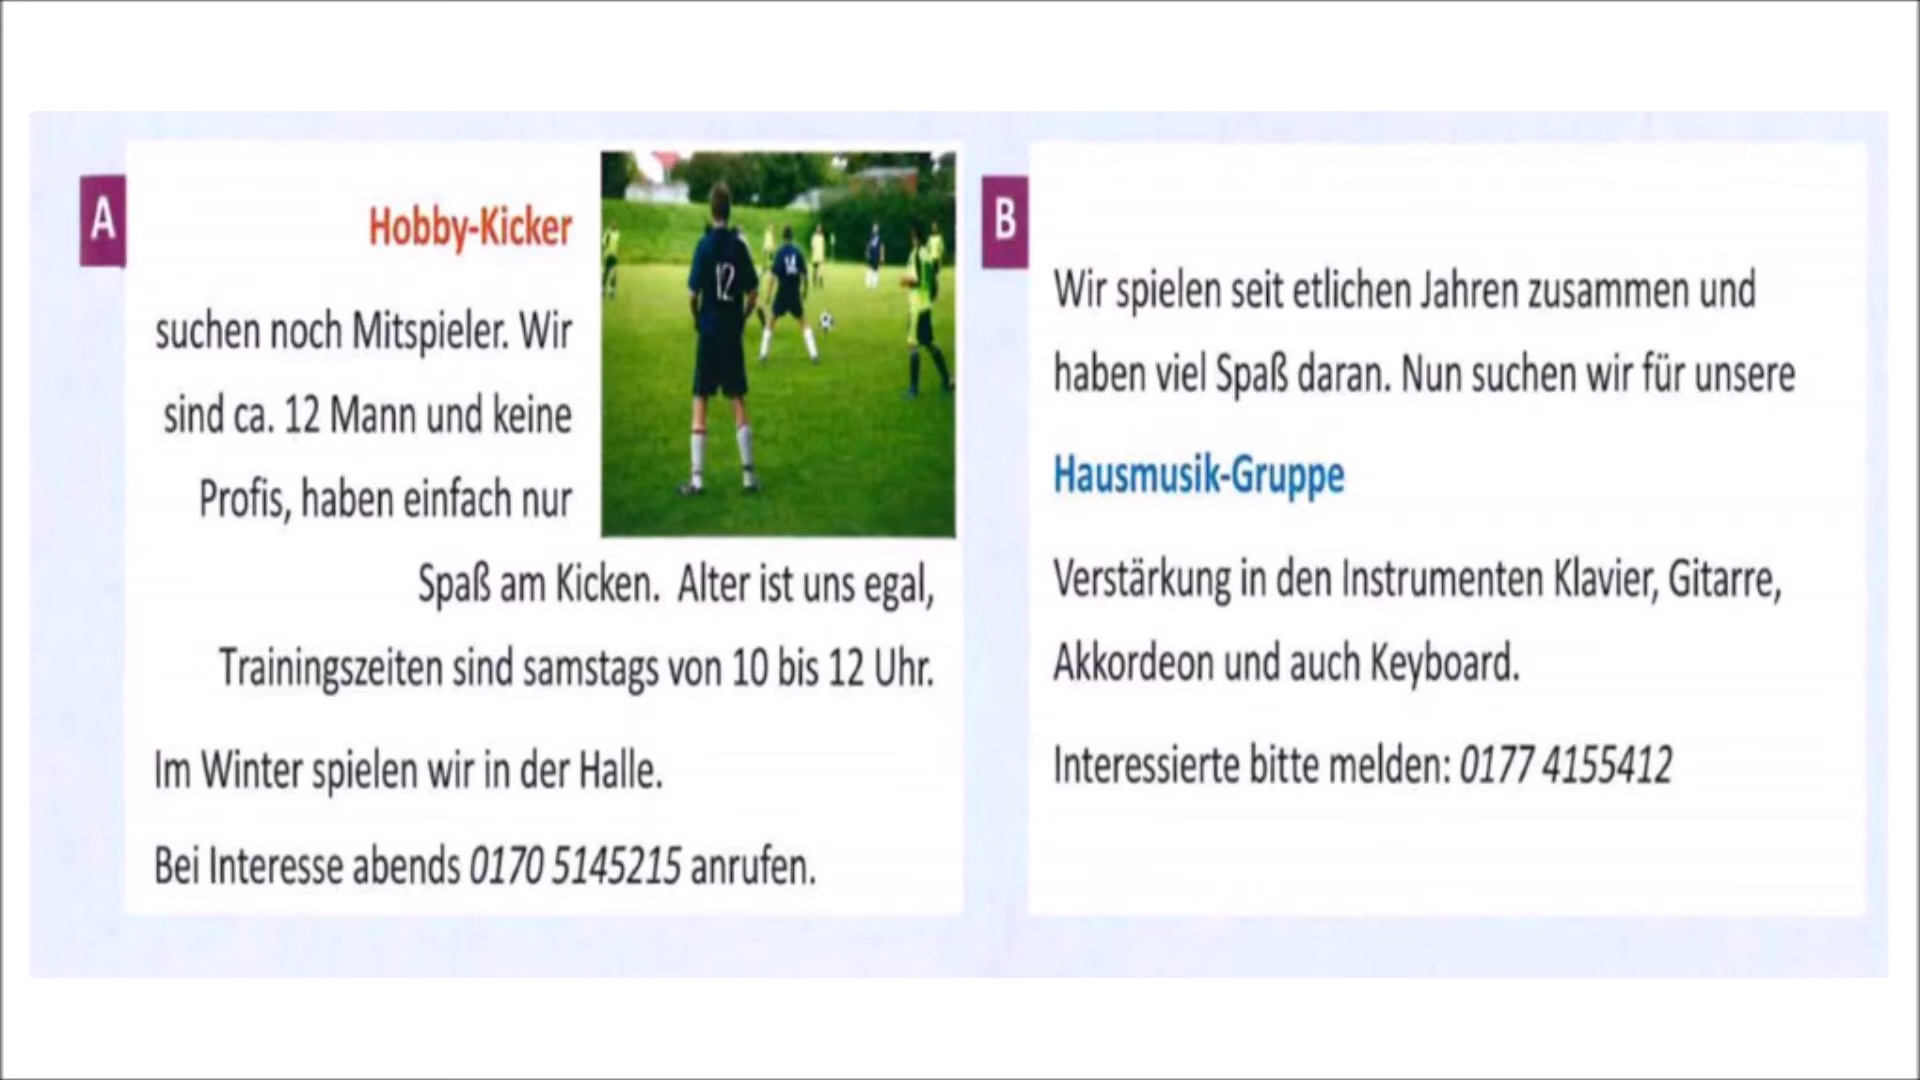 A
Hobby-Kicker
suchen noch Mitspieler. Wir
sind ca. 12 Mann und keine
Profis, haben einfach nur
Spaß am Kicken. Alter ist uns egal,
Trainingszeiten sind samstags von 10 bis 12 Uhr.
Im Winter spielen wir in der Halle.
Bei Interesse abends 0170 5145215 anrufen.
12
14
B
Wir spielen seit etlichen Jahren zusammen und
haben viel Spaß daran. Nun suchen wir für unsere
Hausmusik-Gruppe
Verstärkung in den Instrumenten Klavier, Gitarre,
Akkordeon und auch Keyboard.
Interessierte bitte melden: 0177 4155412